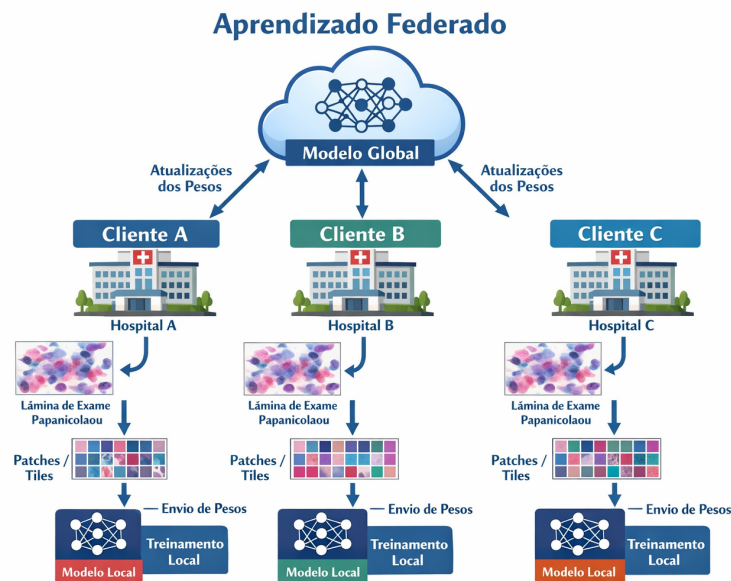 Aprendizado Federado
Modelo Global
Atualizações
dos Pesos
Atualizações
dos Pesos
Cliente A
Cliente B
Cliente C
Hospital A
Hospital B
Hospital C
Lâmina de Exame
Papanicolaou
Lâmina de Exame
Papanicolaou
Lâmina de Exame
Papanicolaou
Patches /
Tiles
Patches /
Tiles
Patches /
Tiles
Envio de Pesos
Envio de Pesos
Envio de Pesos
Treinamento
Local
Treinamento
Local
Treinamento
Local
Modelo Local
Modelo Local
Modelo Local